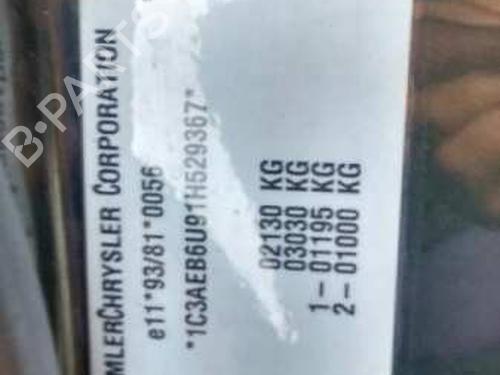 MLERCHRYSLER CORPORATION
e11*93/81*0056
*1C3AEB6U91H529367*
02130 KG
03030 KG
1-01195 KG
2-01000 KG
B-PARTS